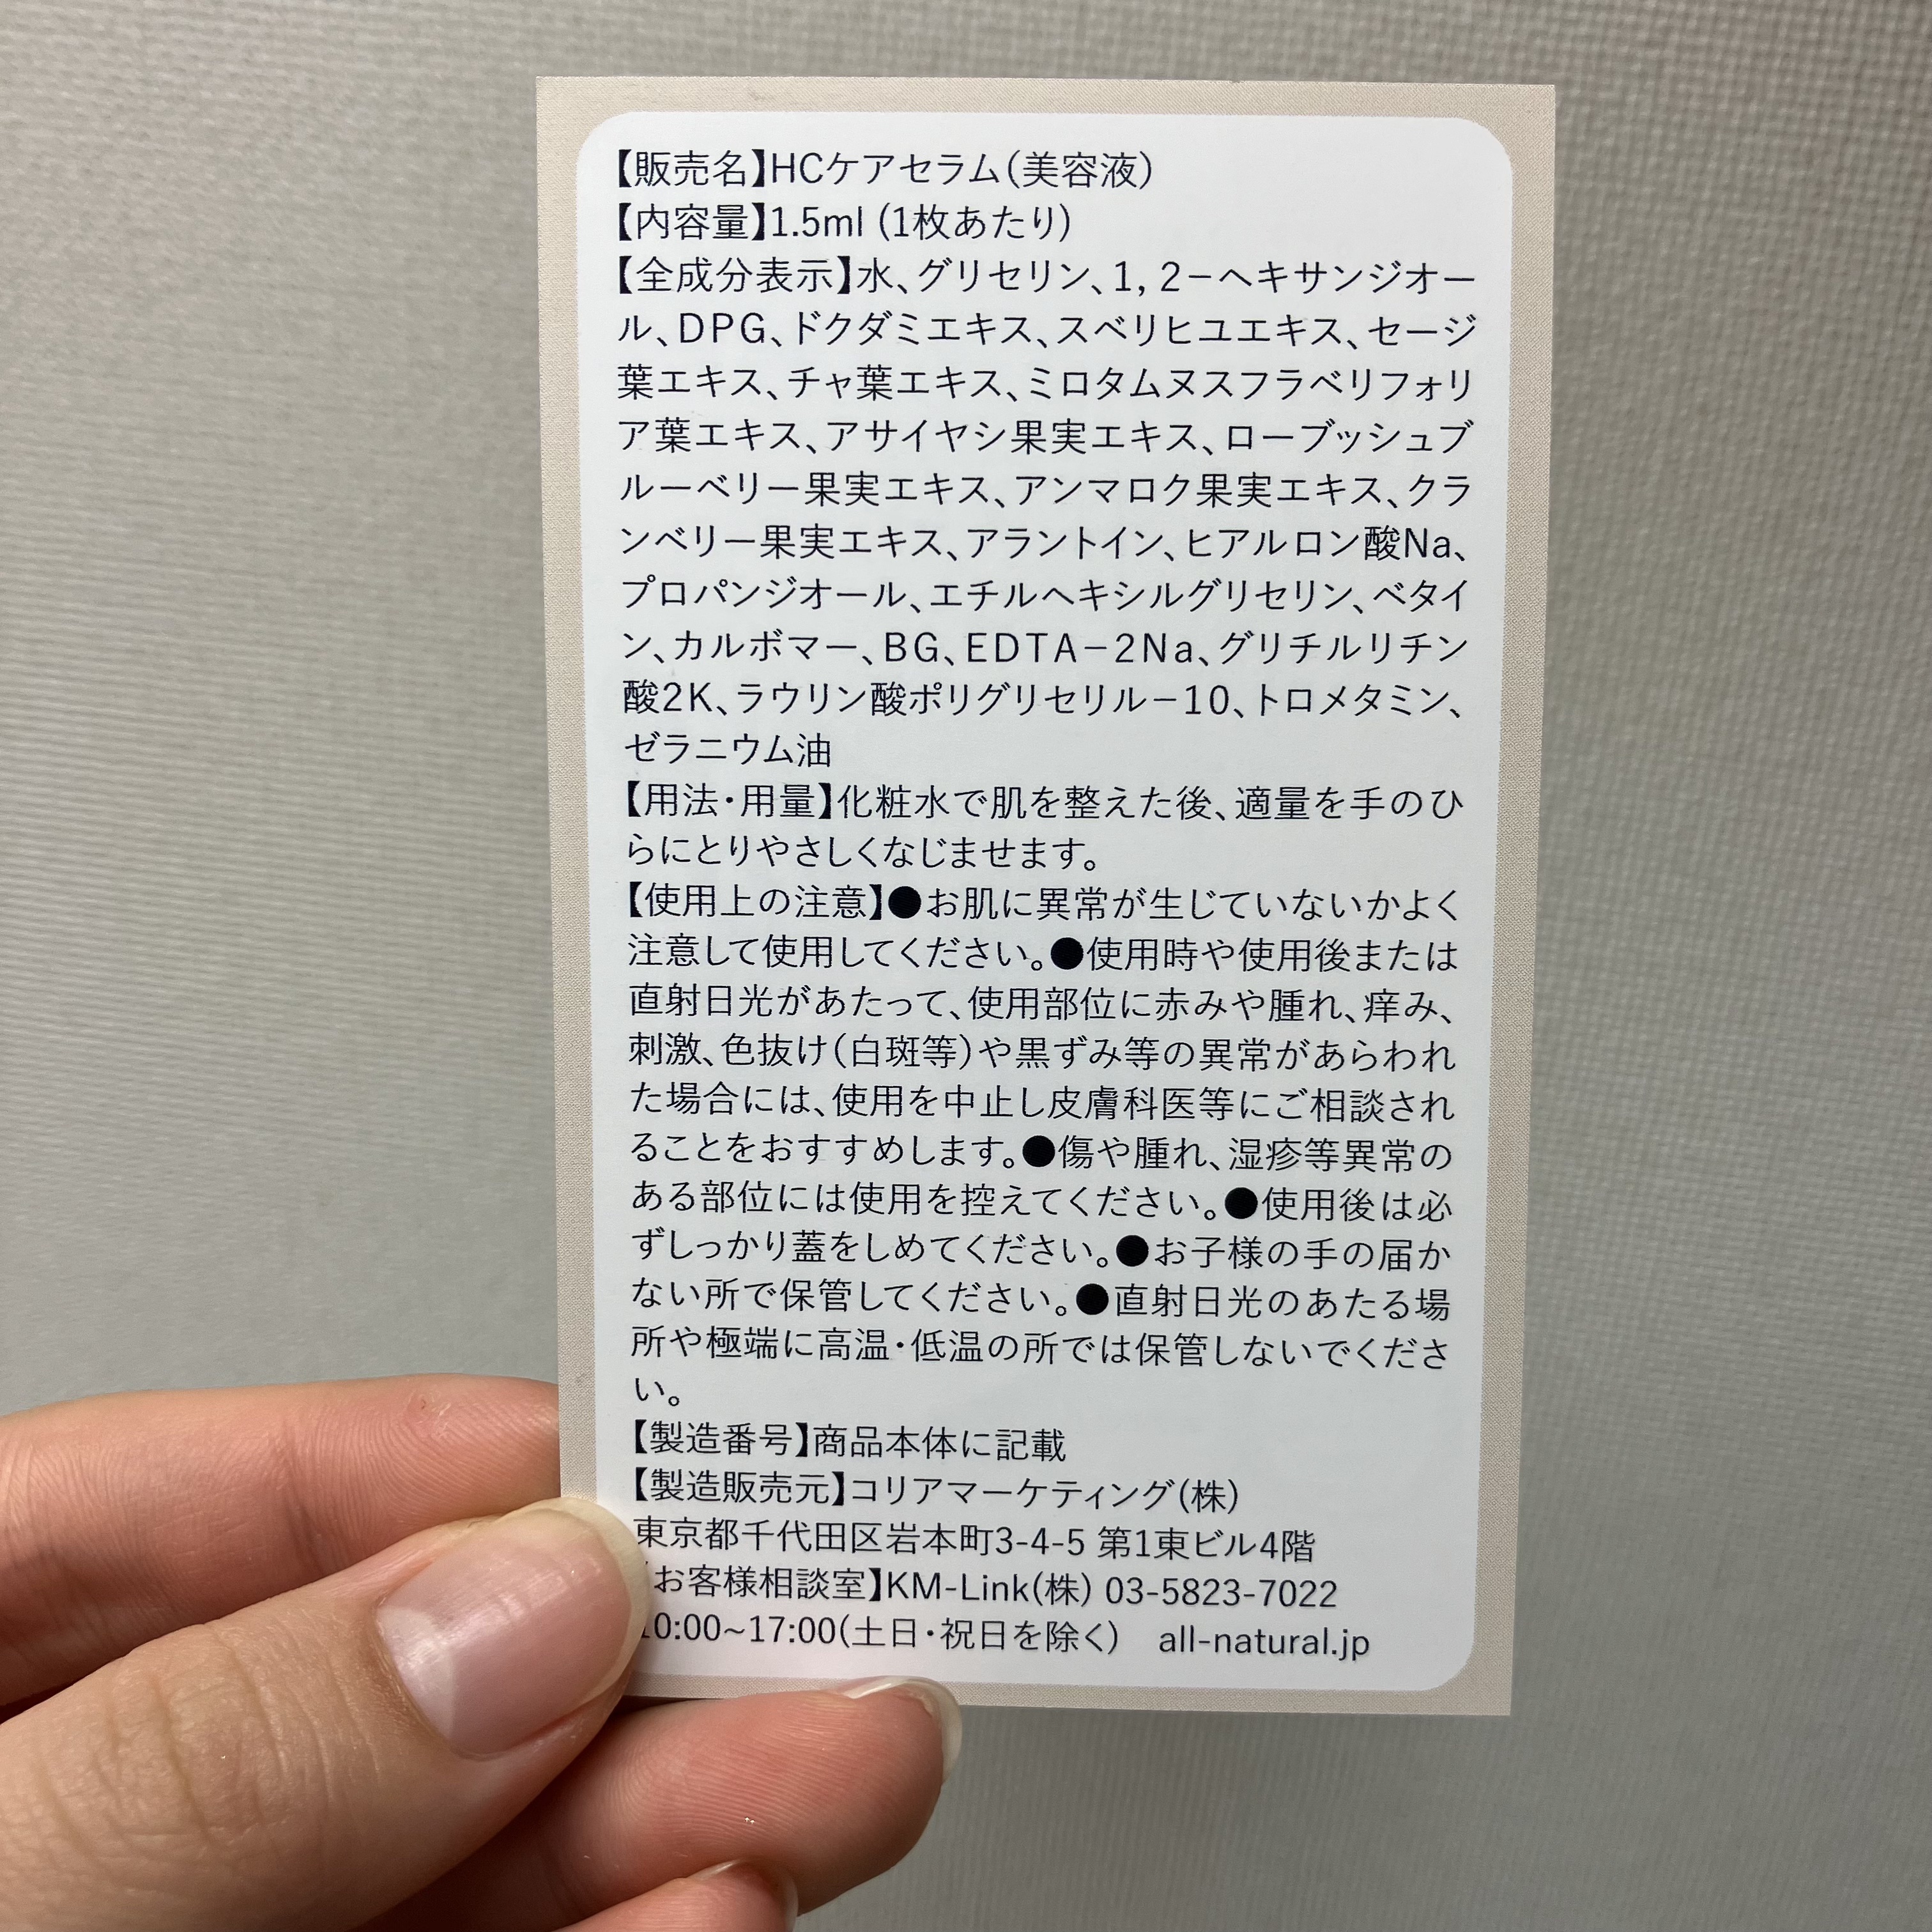 【販売名】HCケアセラム(美容液)
【内容量】1.5ml (1枚あたり)
【全成分表示】水、グリセリン、1, 2−ヘキサンジオー
ル、DPG、ドクダミエキス、スベリヒユエキス、セージ
葉エキス、チャ葉エキス、ミロタムヌスフラベリフォリ
ア葉エキス、アサイヤシ果実エキス、ローブッシュブ
ルーベリー果実エキス、アンマロク果実エキス、クラ
ンベリー果実エキス、アラントイン、ヒアルロン酸Na、
プロパンジオール、エチルヘキシルグリセリン、ベタイ
ン、カルボマー、BG、EDTA−2Na、グリチルリチン
酸2K、ラウリン酸ポリグリセリル−10、トロメタミン、
ゼラニウム油
【用法・用量】化粧水で肌を整えた後、適量を手のひ
らにとりやさしくなじませます。
【使用上の注意】●お肌に異常が生じていないかよく
注意して使用してください。●使用時や使用後または
直射日光があたって、使用部位に赤みや腫れ、痒み、
刺激、色抜け(白斑等)や黒ずみ等の異常があらわれ
た場合には、使用を中止し皮膚科医等にご相談され
ることをおすすめします。●傷や腫れ、湿疹等異常の
ある部位には使用を控えてください。●使用後は必
ずしっかり蓋をしめてください。●お子様の手の届か
ない所で保管してください。●直射日光のあたる場
所や極端に高温・低温の所では保管しないでくださ
い。
【製造番号】商品本体に記載
【製造販売元】コリアマーケティング(株)
東京都千代田区岩本町3-4-5 第1東ビル4階
【お客様相談室】KM-Link(株) 03-5823-7022
10:00~17:00(土日・祝日を除く) all-natural.jp